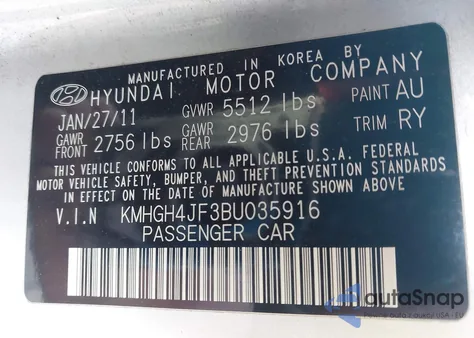 MANUFACTURED IN KOREA BY
HYUNDAI MOTOR COMPANY
JAN/27/11 GVWR 5512 lbs PAINT AU
GAWR FRONT 2756 lbs GAWR REAR 2976 lbs TRIM RY
THIS VEHICLE CONFORMS TO ALL APPLICABLE FEDERAL
MOTOR VEHICLE SAFETY, BUMPER, AND THEFT PREVENTION STANDARDS
IN EFFECT ON THE DATE OF MANUFACTURE SHOWN ABOVE.
V.I.N KMHGH4JF3BU035916
PASSENGER CAR
autoSnap